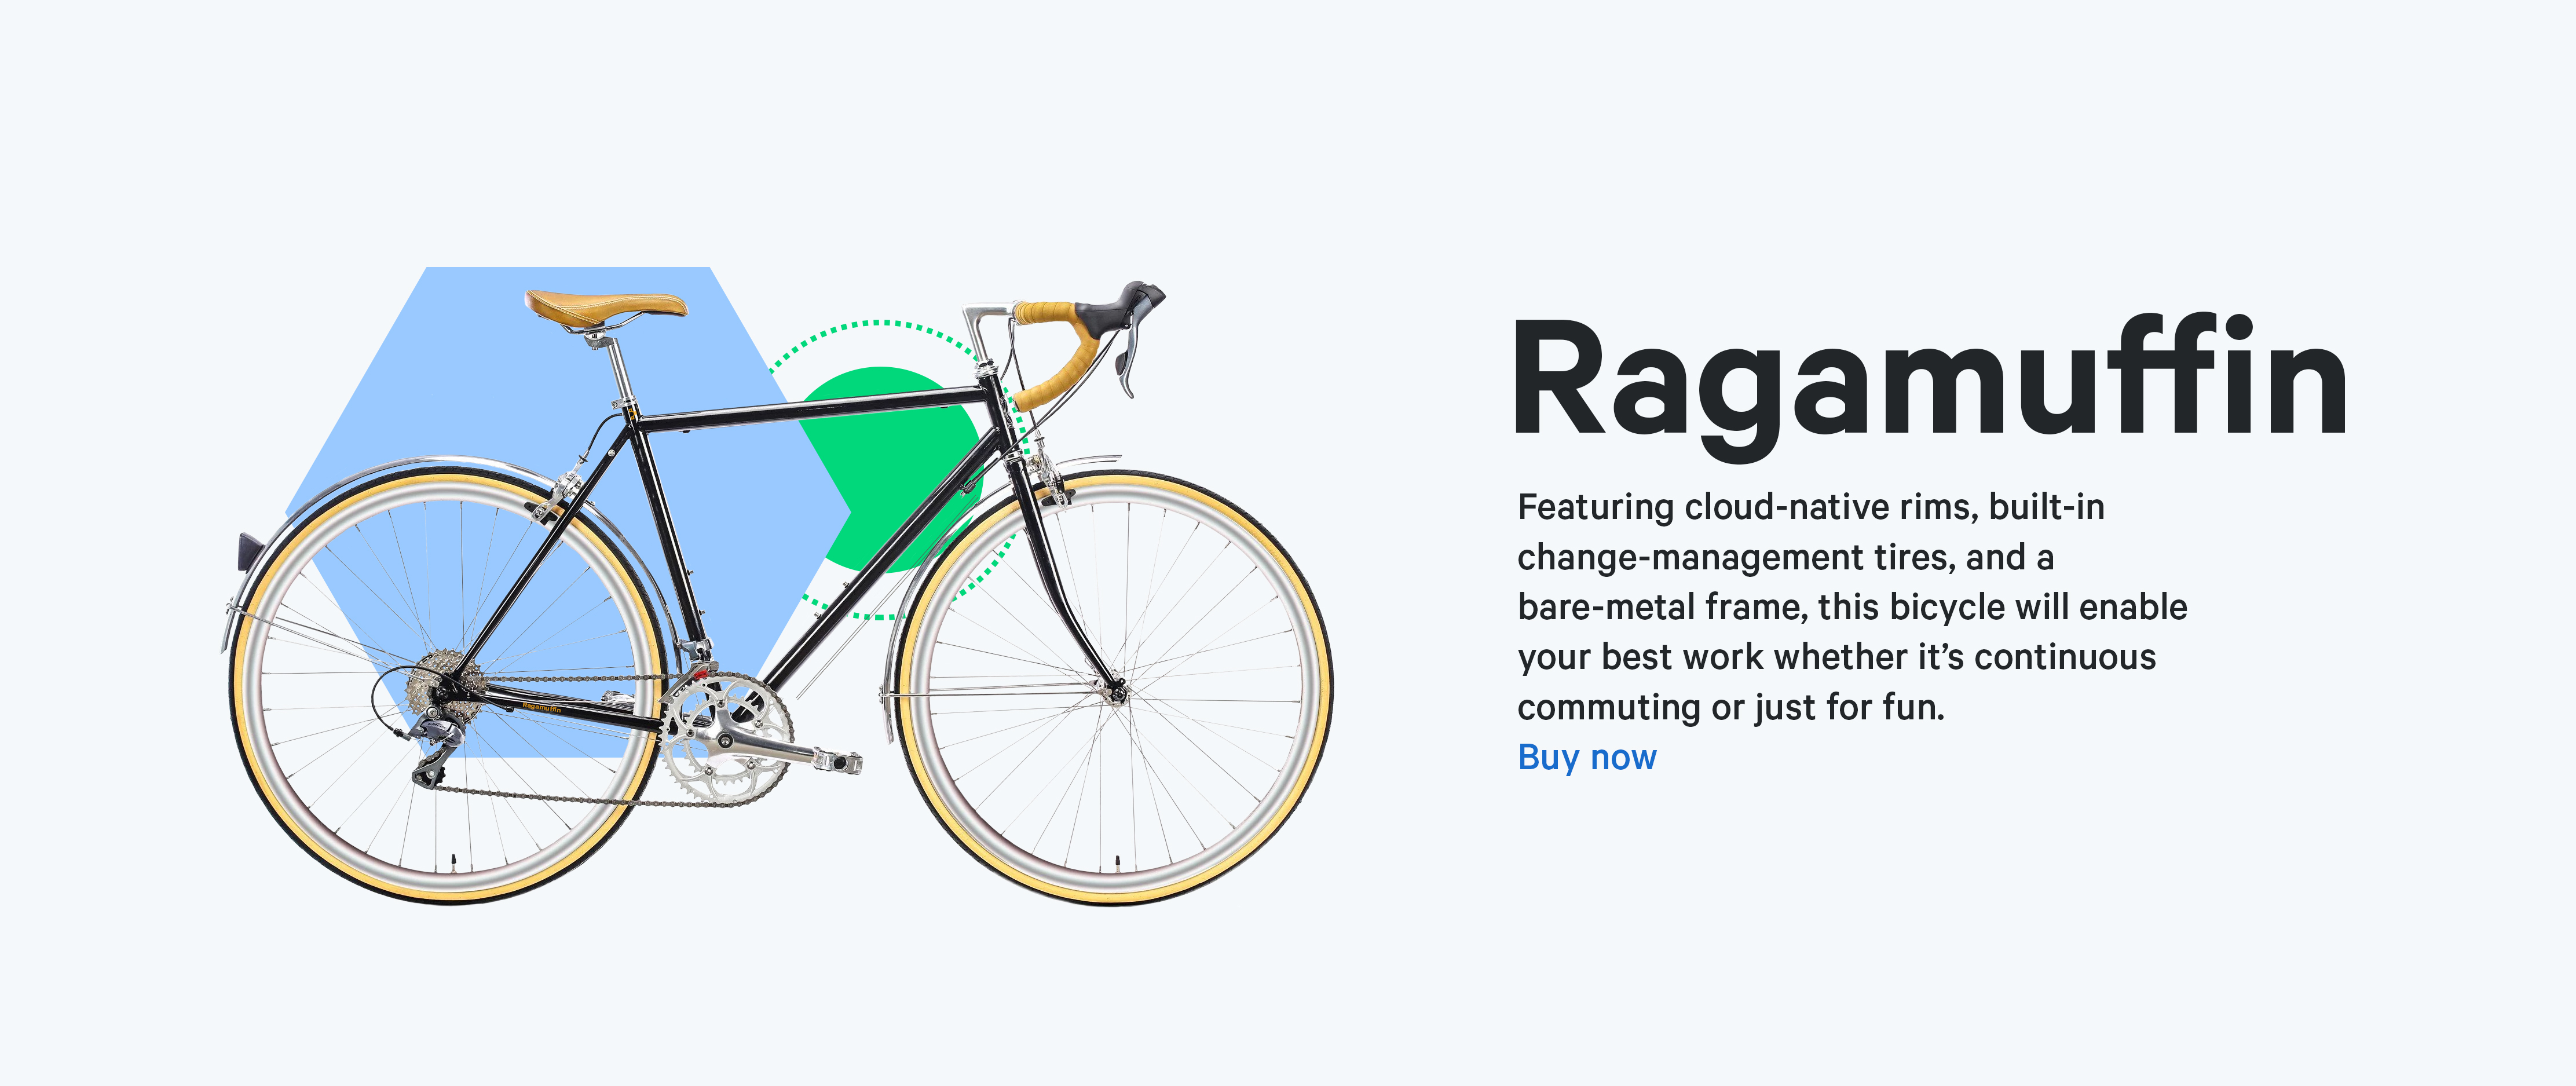 Ragamuffin
Featuring cloud-native rims, built-in
change-management tires, and a
bare-metal frame, this bicycle will enable
your best work whether it’s continuous
commuting or just for fun.
Buy now
Ragamuffin